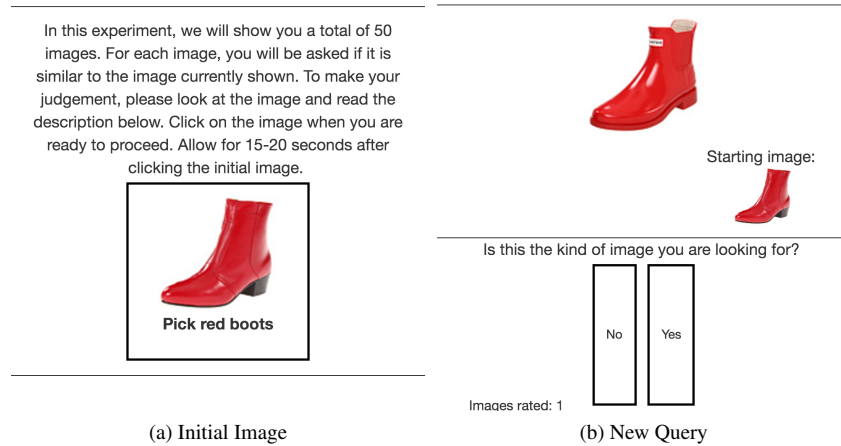 In this experiment, we will show you a total of 50
images. For each image, you will be asked if it is
similar to the image currently shown. To make your
judgement, please look at the image and read the
description below. Click on the image when you are
ready to proceed. Allow for 15-20 seconds after
clicking the initial image.
Pick red boots
(a) Initial Image
Starting image:
Is this the kind of image you are looking for?
No
Yes
Images rated: 1
(b) New Query